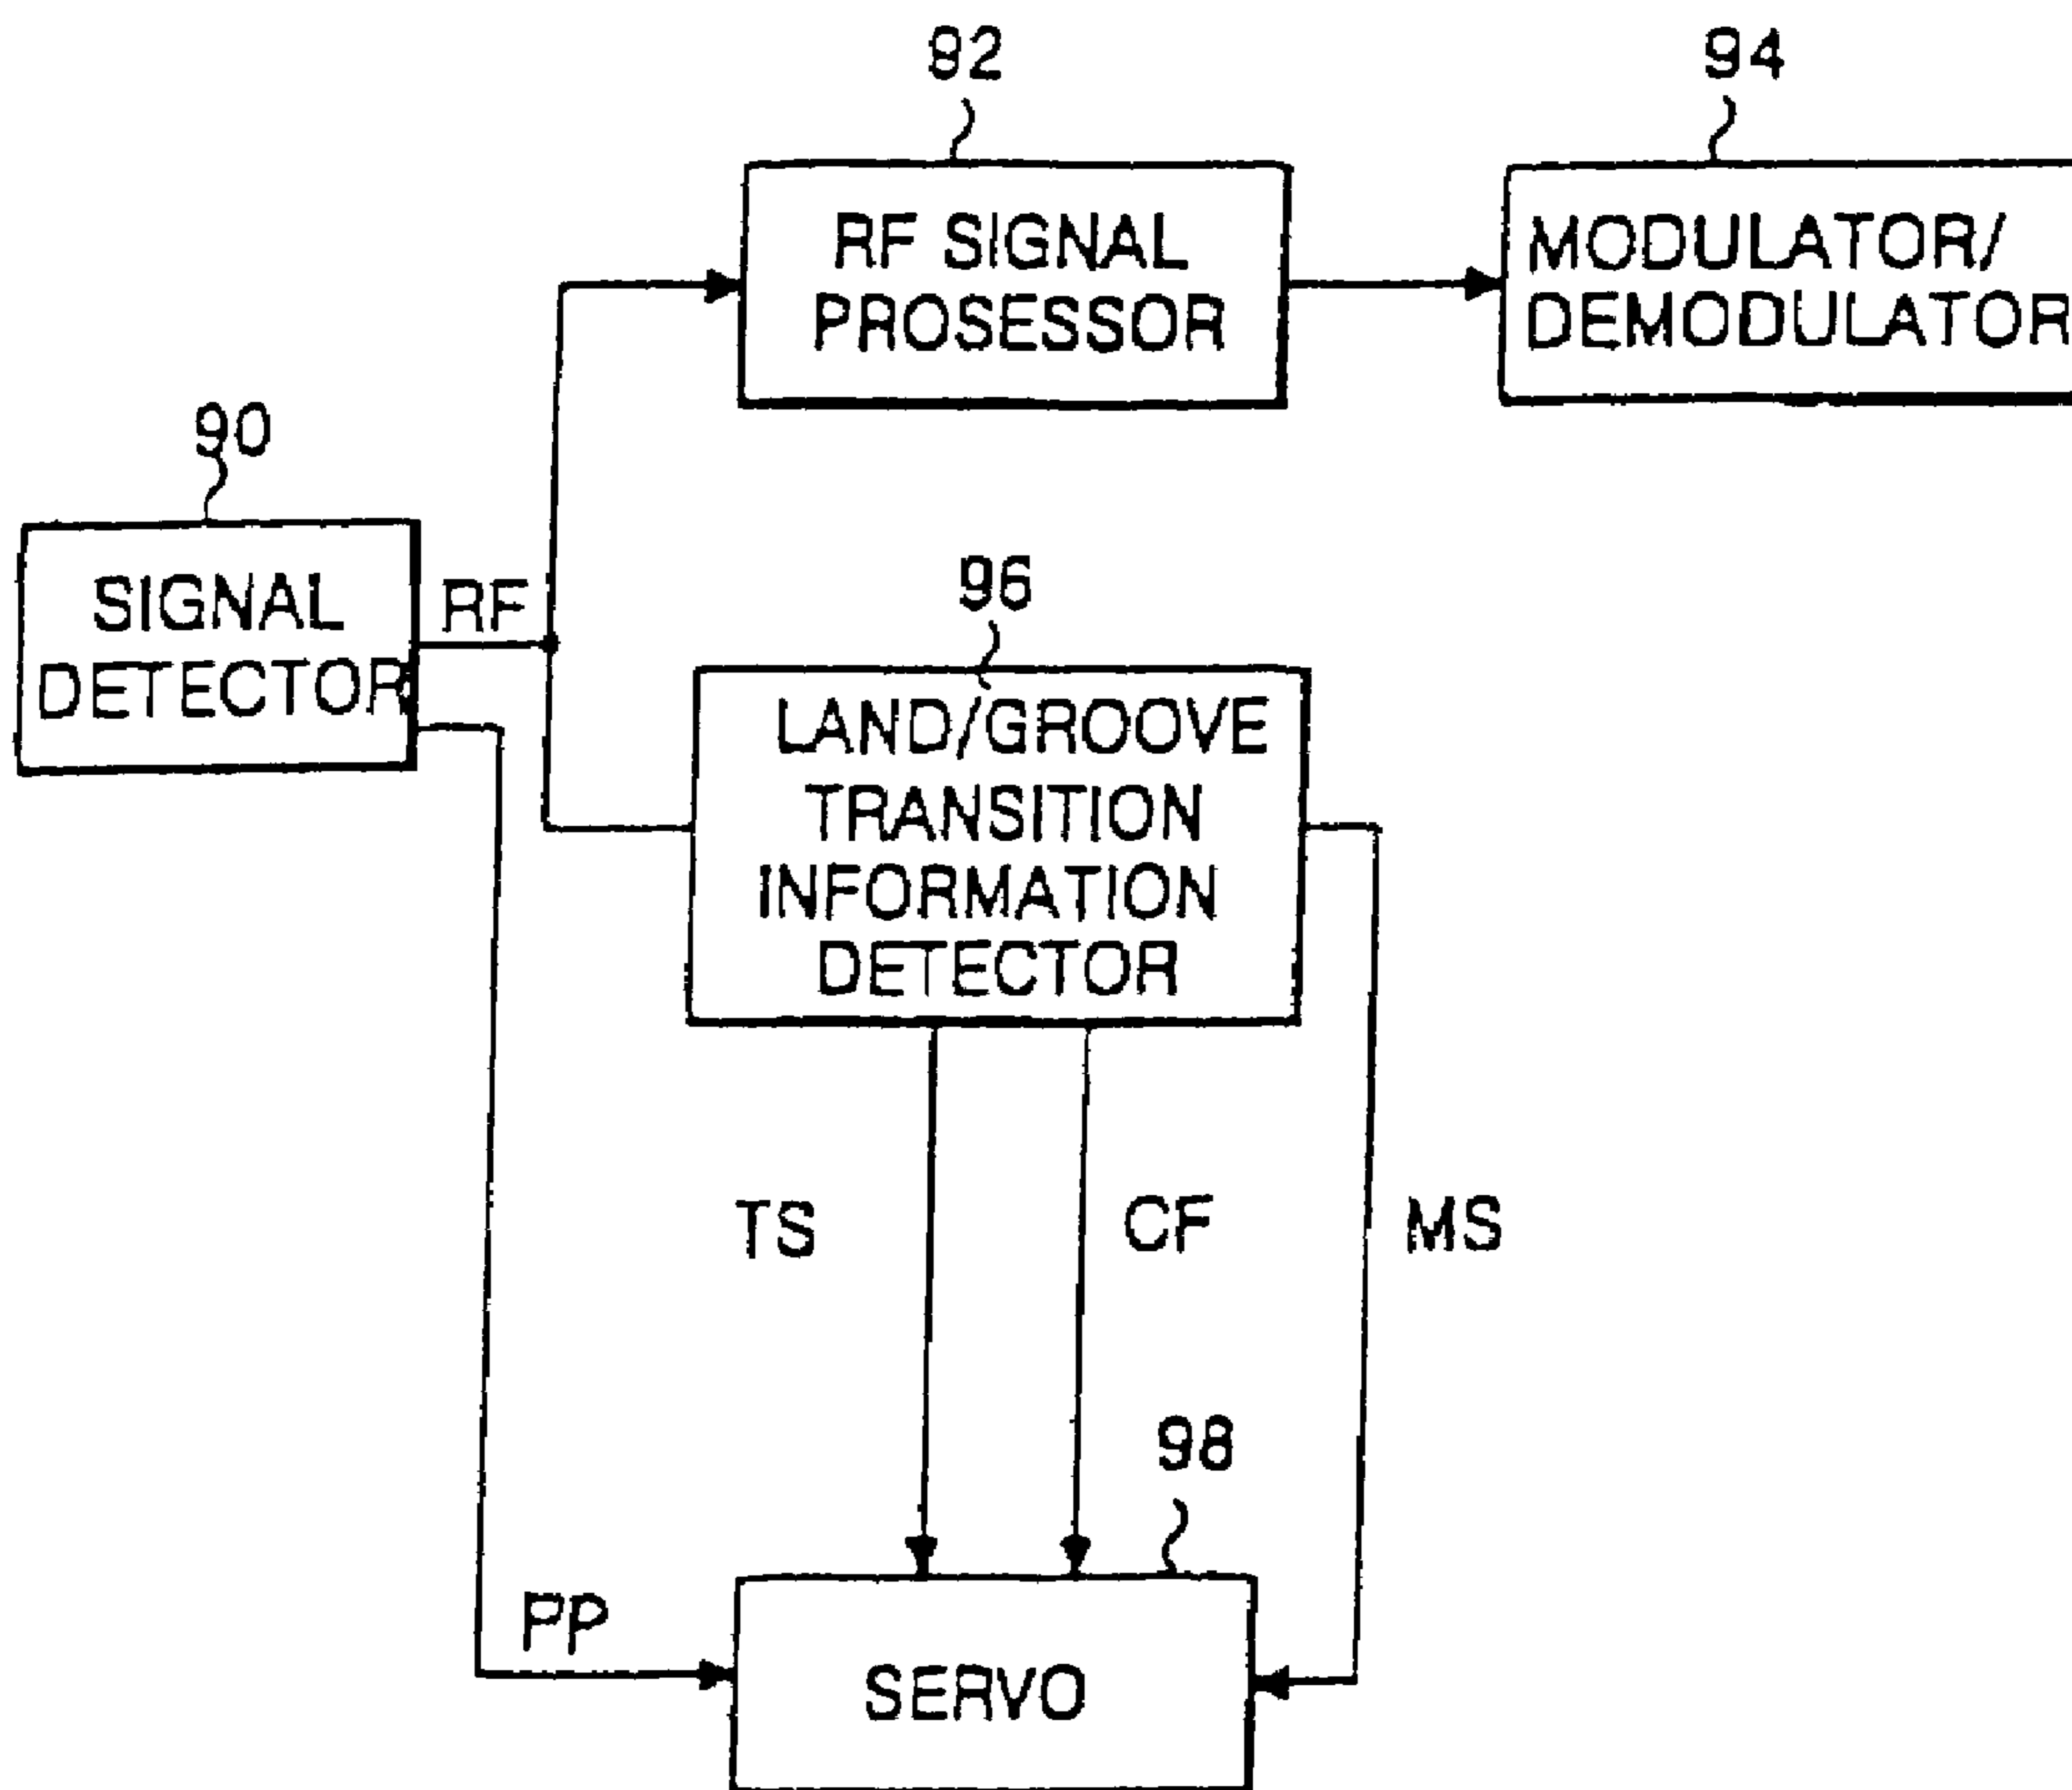 92
94
RF SIGNAL
PROSESSOR
MODULATOR/
DEMODULATOR
90
SIGNAL
DETECTOR
RF
96
LAND/GROOVE
TRANSITION
INFORMATION
DETECTOR
TS
CF
MS
98
PP
SERVO